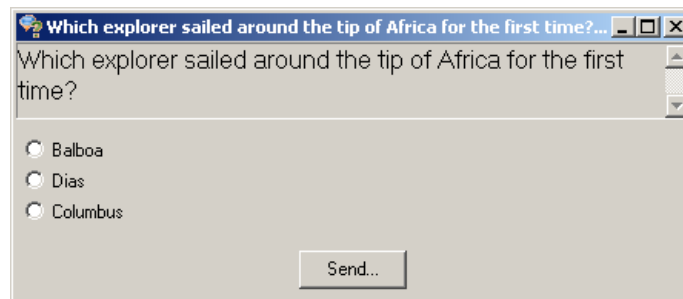 Which explorer sailed around the tip of Africa for the first time?...
Which explorer sailed around the tip of Africa for the first
time?
Balboa
Dias
Columbus
Send...